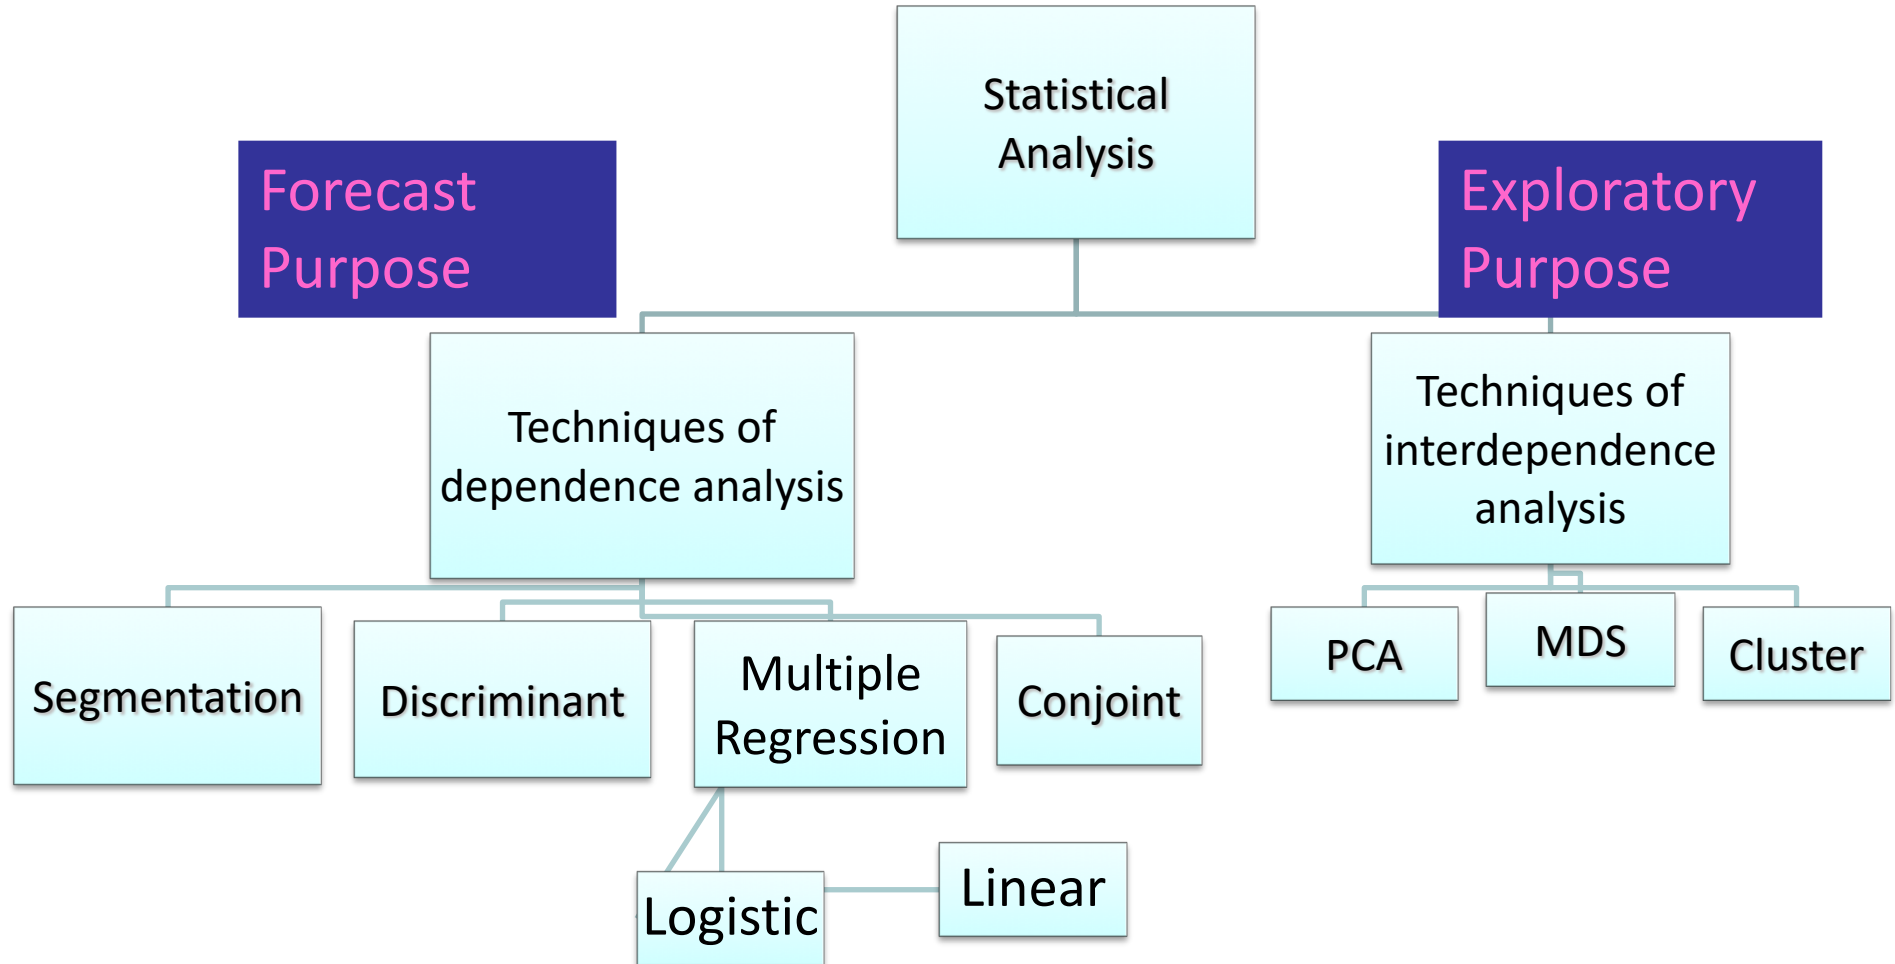 Statistical
Analysis
Forecast
Purpose
Exploratory
Purpose
Techniques of
dependence analysis
Techniques of
interdependence
analysis
Segmentation
Discriminant
Multiple
Regression
Conjoint
PCA
MDS
Cluster
Logistic
Linear